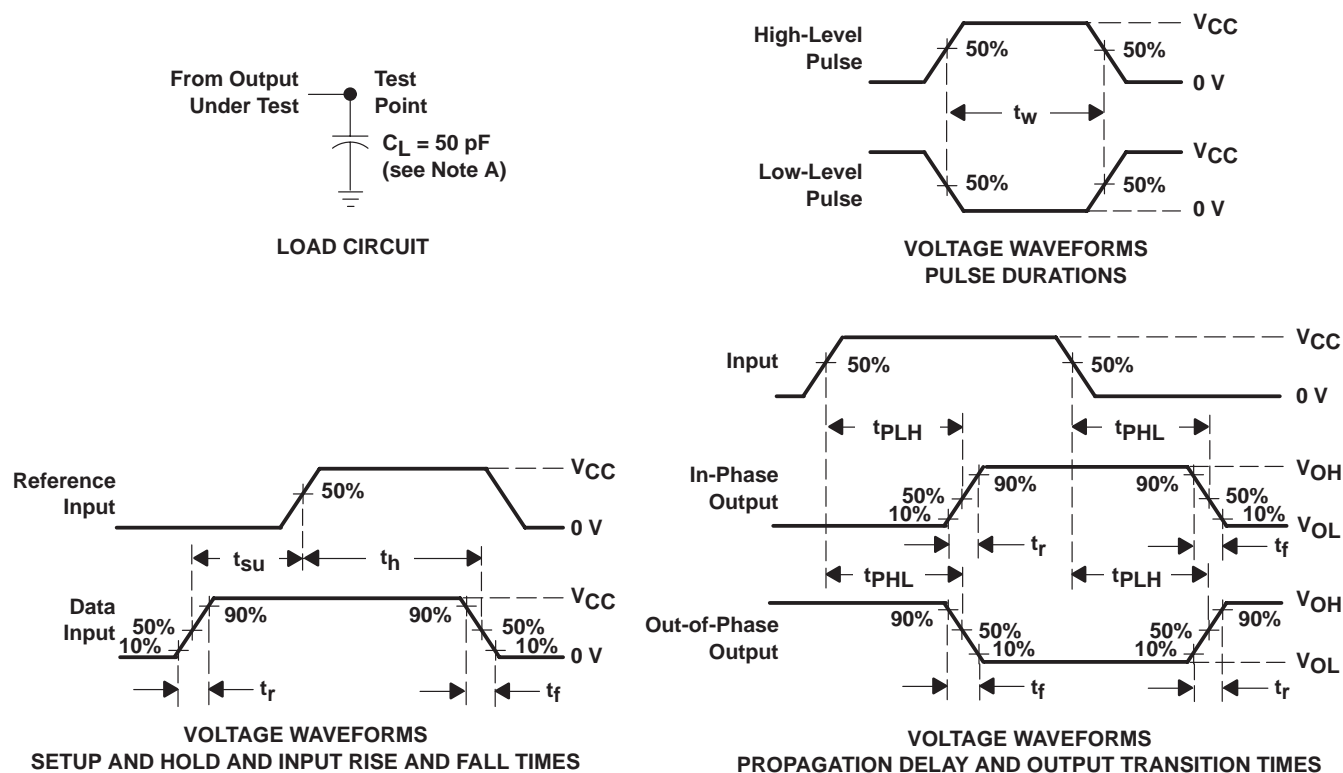 From Output
Under Test
Test
Point
CL = 50 pF
(see Note A)
LOAD CIRCUIT
High-Level
Pulse
50%
50%
VCC
0 V
tw
Low-Level
Pulse
50%
50%
VCC
0 V
VOLTAGE WAVEFORMS
PULSE DURATIONS
Reference
Input
50%
VCC
0 V
tsu
th
Data
Input
50%
10%
90%
90%
50%
10%
VCC
0 V
tr
tf
VOLTAGE WAVEFORMS
SETUP AND HOLD AND INPUT RISE AND FALL TIMES
Input
50%
50%
VCC
0 V
tPLH
tPHL
In-Phase
Output
50%
10%
90%
90%
50%
10%
VOH
VOL
tr
tf
tPHL
tPLH
Out-of-Phase
Output
90%
50%
10%
50%
10%
90%
VOH
VOL
tf
tr
VOLTAGE WAVEFORMS
PROPAGATION DELAY AND OUTPUT TRANSITION TIMES